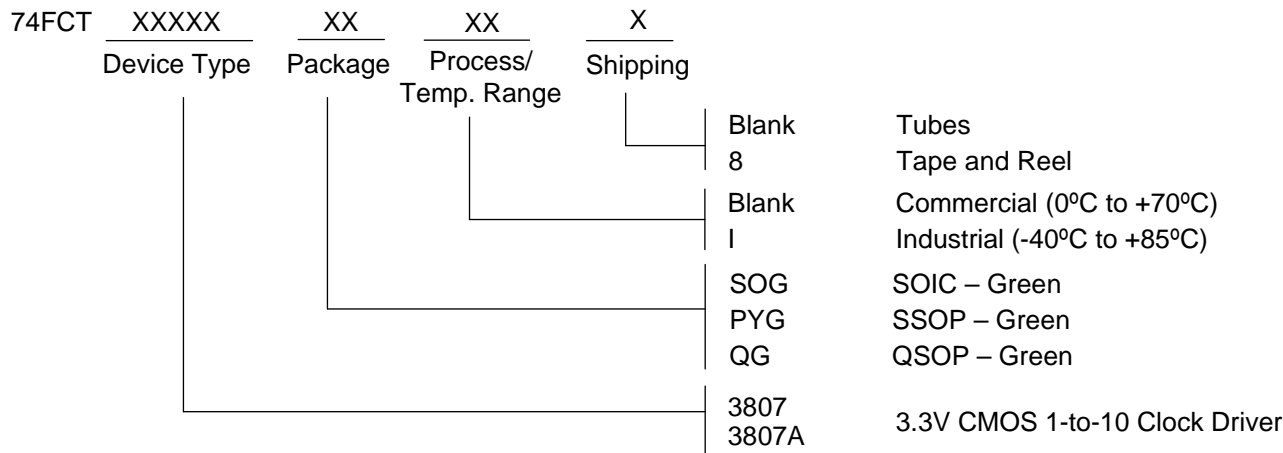 74FCT XXXXX XX XX X
Device Type Package Process/ Temp. Range Shipping
Blank Tubes
8 Tape and Reel
Blank Commercial (0ºC to +70ºC)
I Industrial (-40ºC to +85ºC)
SOG SOIC – Green
PYG SSOP – Green
QG QSOP – Green
3807
3807A 3.3V CMOS 1-to-10 Clock Driver